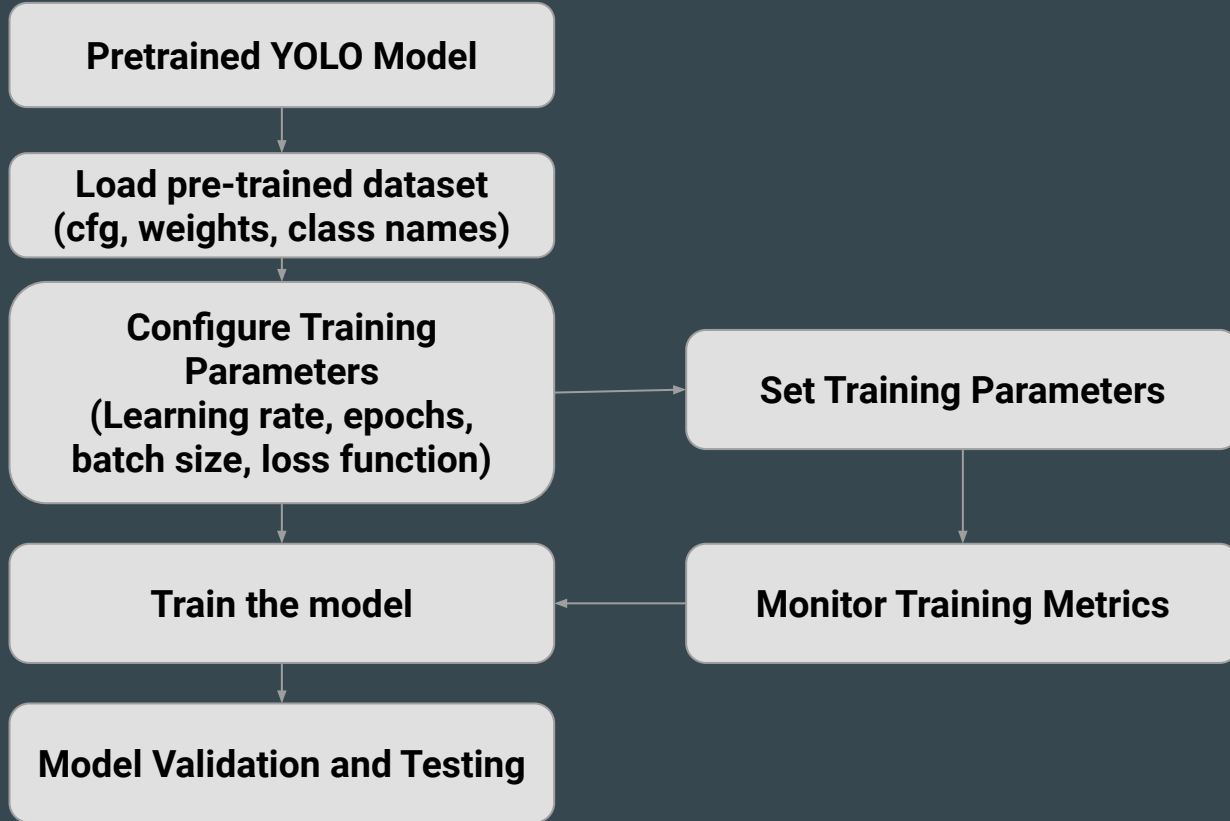 Pretrained YOLO Model
Load pre-trained dataset
(cfg, weights, class names)
Configure Training
Parameters
(Learning rate, epochs,
batch size, loss function)
Set Training Parameters
Train the model
Monitor Training Metrics
Model Validation and Testing